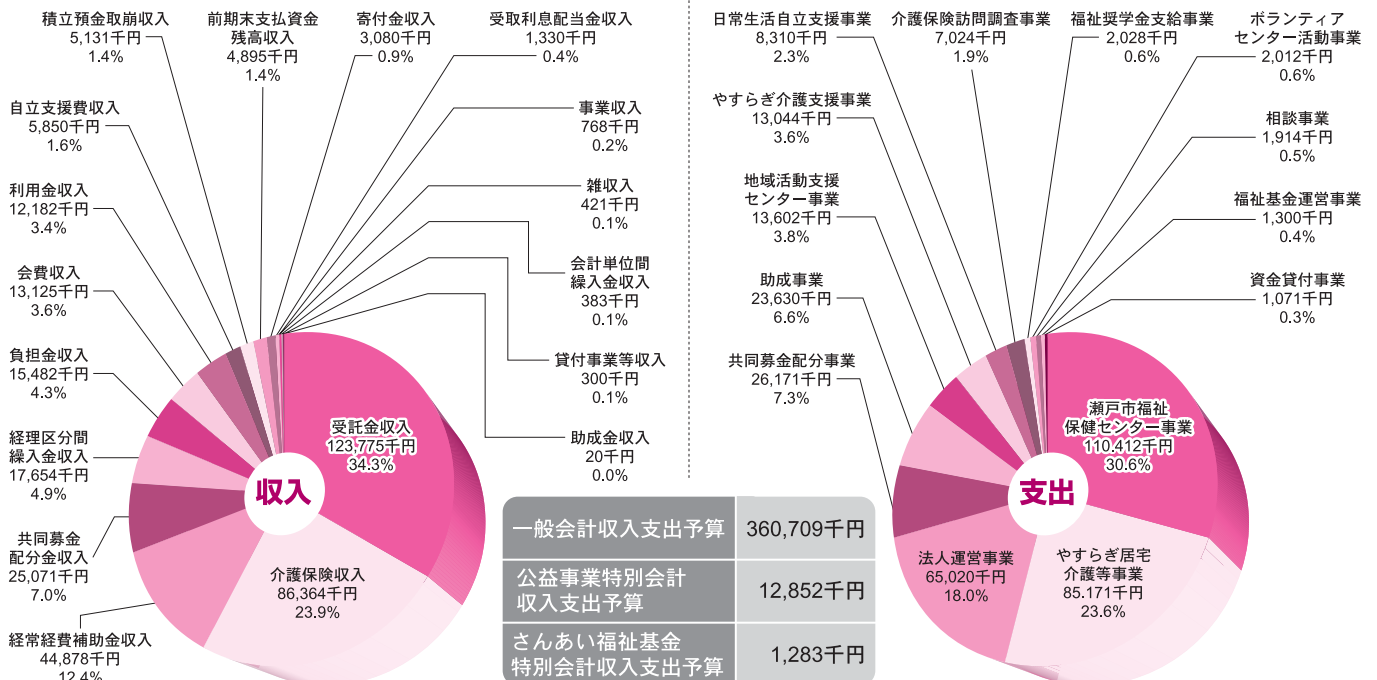 積立預金取崩収入
5,131千円
1.4%
前期末支払資金
残高収入
4,895千円
1.4%
寄付金収入
3,080千円
0.9%
受取利息配当金収入
1,330千円
0.4%
自立支援費収入
5,850千円
1.6%
事業収入
768千円
0.2%
利用金収入
12,182千円
3.4%
雑収入
421千円
0.1%
会費収入
13,125千円
3.6%
会計単位間
繰入金収入
383千円
0.1%
負担金収入
15,482千円
4.3%
貸付事業等収入
300千円
0.1%
経理区分間
繰入金収入
17,654千円
4.9%
助成金収入
20千円
0.0%
共同募金
配分金収入
25,071千円
7.0%
経常経費補助金収入
44,878千円
12.4%
受託金収入
123,775千円
34.3%
収入
介護保険収入
86,364千円
23.9%
一般会計収入支出予算
360,709千円
公益事業特別会計
収入支出予算
12,852千円
さんあい福祉基金
特別会計収入支出予算
1,283千円
日常生活自立支援事業
8,310千円
2.3%
介護保険訪問調査事業
7,024千円
1.9%
福祉奨学金支給事業
2,028千円
0.6%
ボランティア
センター活動事業
2,012千円
0.6%
やすらぎ介護支援事業
13,044千円
3.6%
相談事業
1,914千円
0.5%
地域活動支援
センター事業
13,602千円
3.8%
福祉基金運営事業
1,300千円
0.4%
助成事業
23,630千円
6.6%
資金貸付事業
1,071千円
0.3%
共同募金配分事業
26,171千円
7.3%
瀬戸市福祉
保健センター事業
110.412千円
30.6%
支出
法人運営事業
65,020千円
18.0%
やすらぎ居宅
介護等事業
85.171千円
23.6%